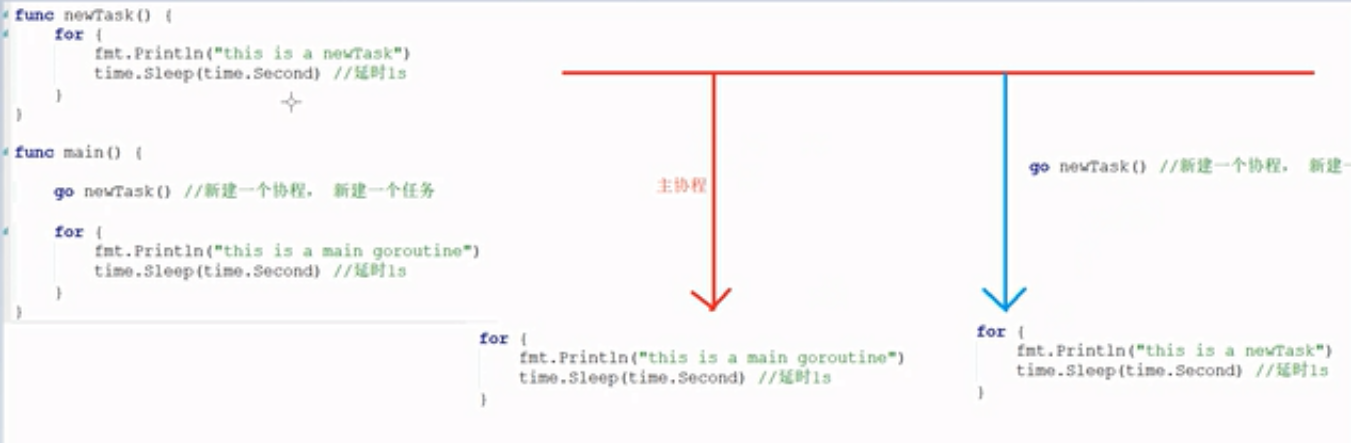 func newTask() {
for {
fmt.Println("this is a newTask")
time.Sleep(time.Second) //延时1s
}
}
func main() {
go newTask() //新建一个协程， 新建一个任务
for {
fmt.Println("this is a main goroutine")
time.Sleep(time.Second) //延时1s
}
}
主协程
go newTask() //新建一个协程， 新建一
for {
fmt.Println("this is a main goroutine")
time.Sleep(time.Second) //延时1s
}
for {
fmt.Println("this is a newTask")
time.Sleep(time.Second) //延时1s
}